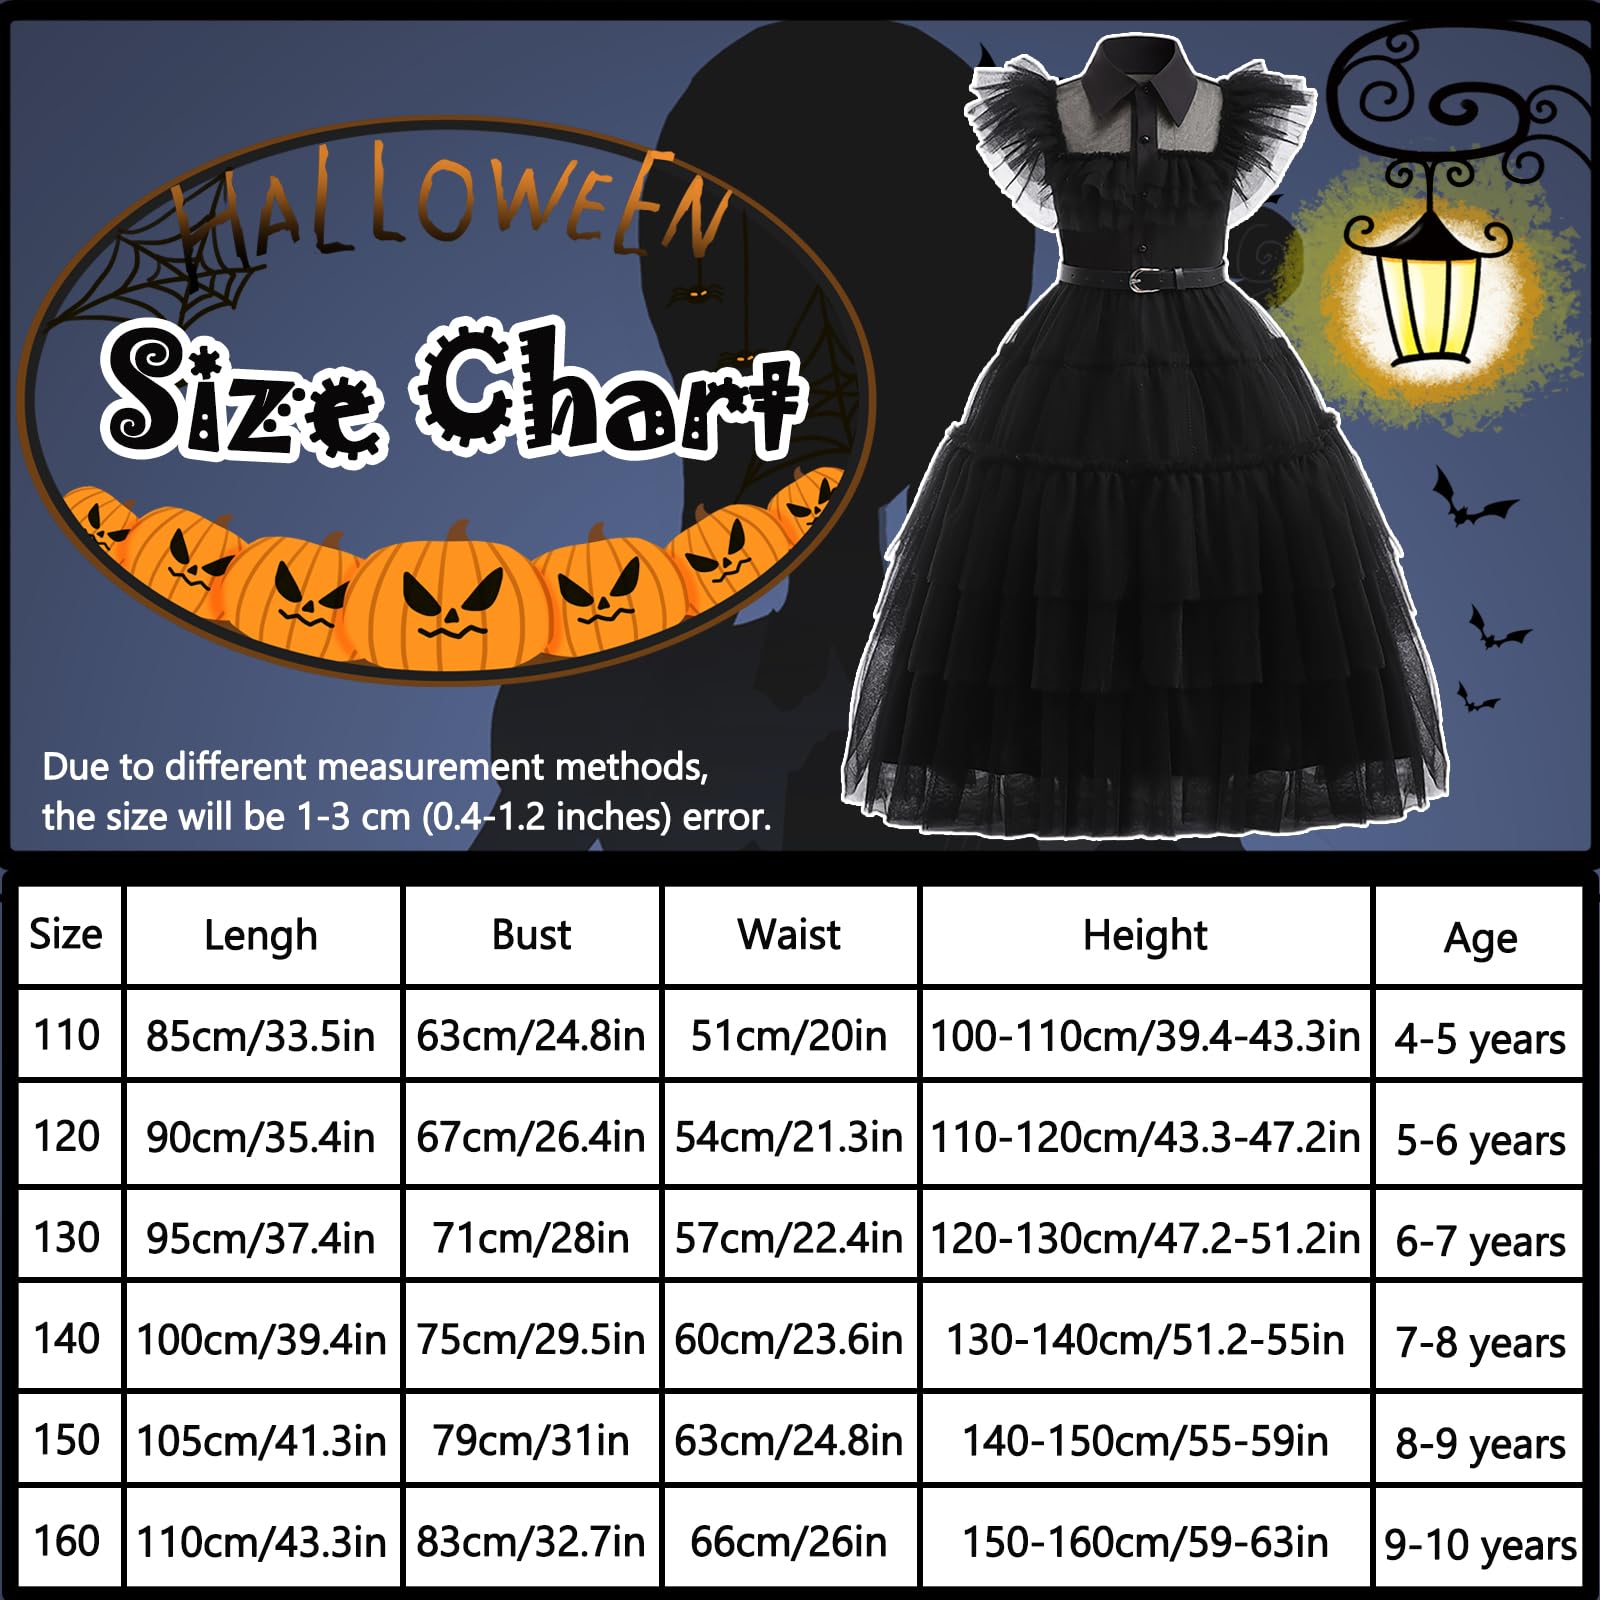 HALLOWEEN
Size Chart
Due to different measurement methods,
the size will be 1-3 cm (0.4-1.2 inches) error.
Size Lengh Bust Waist Height Age
110 85cm/33.5in 63cm/24.8in 51cm/20in 100-110cm/39.4-43.3in 4-5 years
120 90cm/35.4in 67cm/26.4in 54cm/21.3in 110-120cm/43.3-47.2in 5-6 years
130 95cm/37.4in 71cm/28in 57cm/22.4in 120-130cm/47.2-51.2in 6-7 years
140 100cm/39.4in 75cm/29.5in 60cm/23.6in 130-140cm/51.2-55in 7-8 years
150 105cm/41.3in 79cm/31in 63cm/24.8in 140-150cm/55-59in 8-9 years
160 110cm/43.3in 83cm/32.7in 66cm/26in 150-160cm/59-63in 9-10 years